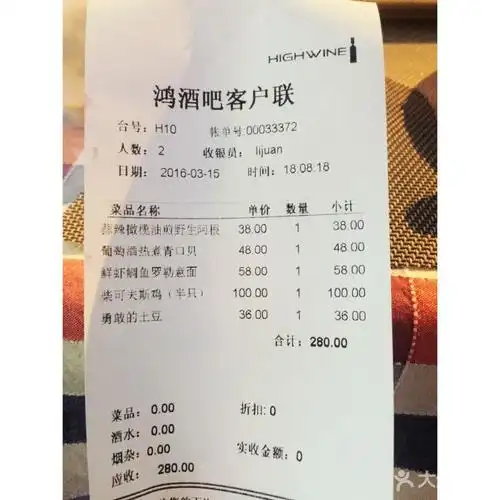 HIGHWINE
鸿酒吧客户联
台号: H10 帐单号:00033372
人数: 2 收银员: lijuan
日期: 2016-03-15 时间: 18.08.18
菜品名称 单价 数量 小计
蒜辣橄榄油煎野生阿根 38.00 1 38.00
葡萄酒热煮青口贝 48.00 1 48.00
鲜虾鲷鱼罗勒意面 58.00 1 58.00
柴可夫斯鸡(半只) 100.00 1 100.00
勇敢的土豆 36.00 1 36.00
合计: 280.00
菜品: 0.00 折扣: 0
酒水: 0.00
烟杂: 0.00 实收金额: 0
应收: 280.00